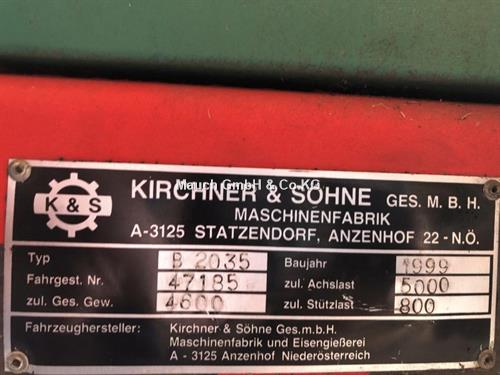 K & S
KIRCHNER & SÖHNE GES. M. B. H.
Mauch GmbH & Co.KG
MASCHINENFABRIK
A-3125 STATZENDORF, ANZENHOF 22 - N.Ö.
Typ B 2035 Baujahr 1999
Fahrgest. Nr. 47185 zul. Achslast 5000
zul. Ges. Gew. 4600 zul. Stützlast 800
Fahrzeughersteller: Kirchner & Söhne Ges.m.b.H.
Maschinenfabrik und Eisengießerei
A - 3125 Anzenhof Niederösterreich